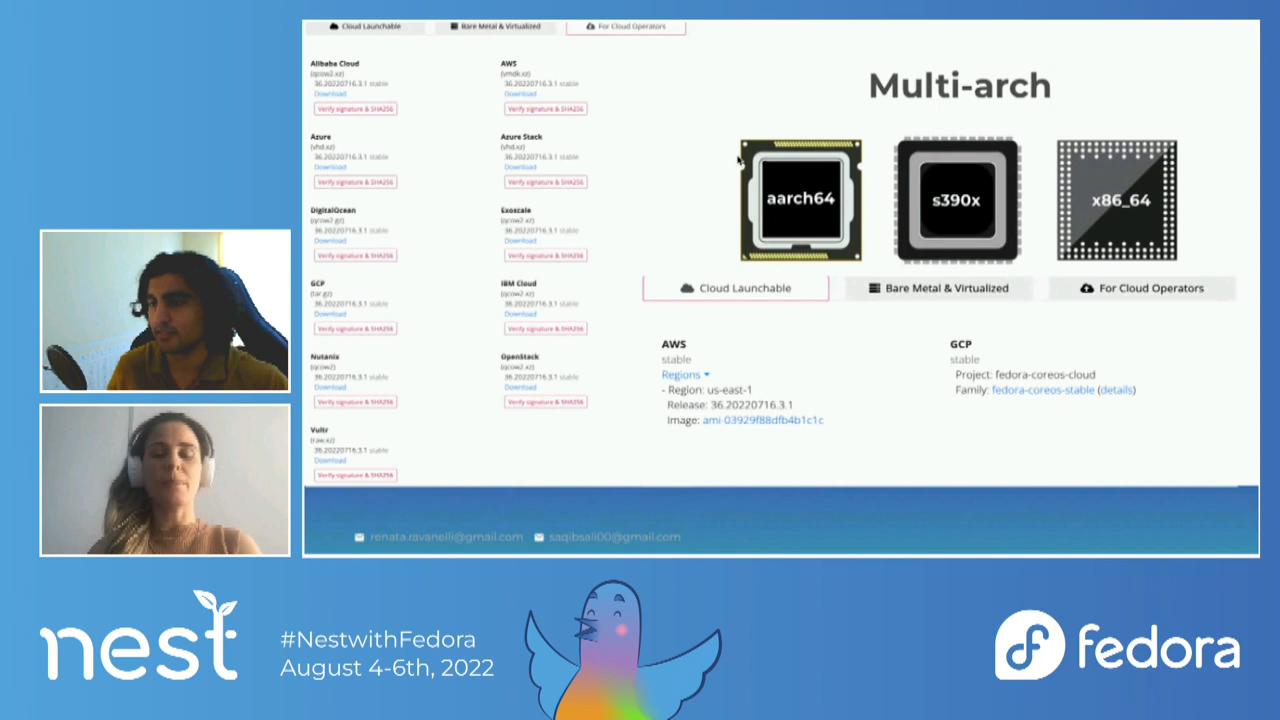 Cloud Launchable
Bare Metal & Virtualized
For Cloud Operators
Alibaba Cloud
(qcow2.xz)
36.20220716.3.1 stable
Download
Verify signature & SHA256
AWS
(vmdk.xz)
36.20220716.3.1 stable
Download
Verify signature & SHA256
Azure
(vhd.xz)
36.20220716.3.1 stable
Download
Verify signature & SHA256
Azure Stack
(vhd.xz)
36.20220716.3.1 stable
Download
Verify signature & SHA256
DigitalOcean
(qcow2.gz)
36.20220716.3.1 stable
Download
Verify signature & SHA256
Exoscale
(qcow2.xz)
36.20220716.3.1 stable
Download
Verify signature & SHA256
GCP
(tar.gz)
36.20220716.3.1 stable
Download
Verify signature & SHA256
IBM Cloud
(qcow2.xz)
36.20220716.3.1 stable
Download
Verify signature & SHA256
Nutanix
(qcow2)
36.20220716.3.1 stable
Download
Verify signature & SHA256
OpenStack
(qcow2.xz)
36.20220716.3.1 stable
Download
Verify signature & SHA256
Vultr
(raw.xz)
36.20220716.3.1 stable
Download
Verify signature & SHA256
Multi-arch
aarch64
s390x
x86_64
Cloud Launchable
Bare Metal & Virtualized
For Cloud Operators
AWS
stable
Regions
- Region: us-east-1
Release: 36.20220716.3.1
Image: ami-03929f88dfb4b1c1c
GCP
stable
Project: fedora-coreos-cloud
Family: fedora-coreos-stable (details)
renata.ravanelli@gmail.com
saqibsali00@gmail.com
nest
#NestwithFedora
August 4-6th, 2022
fedora